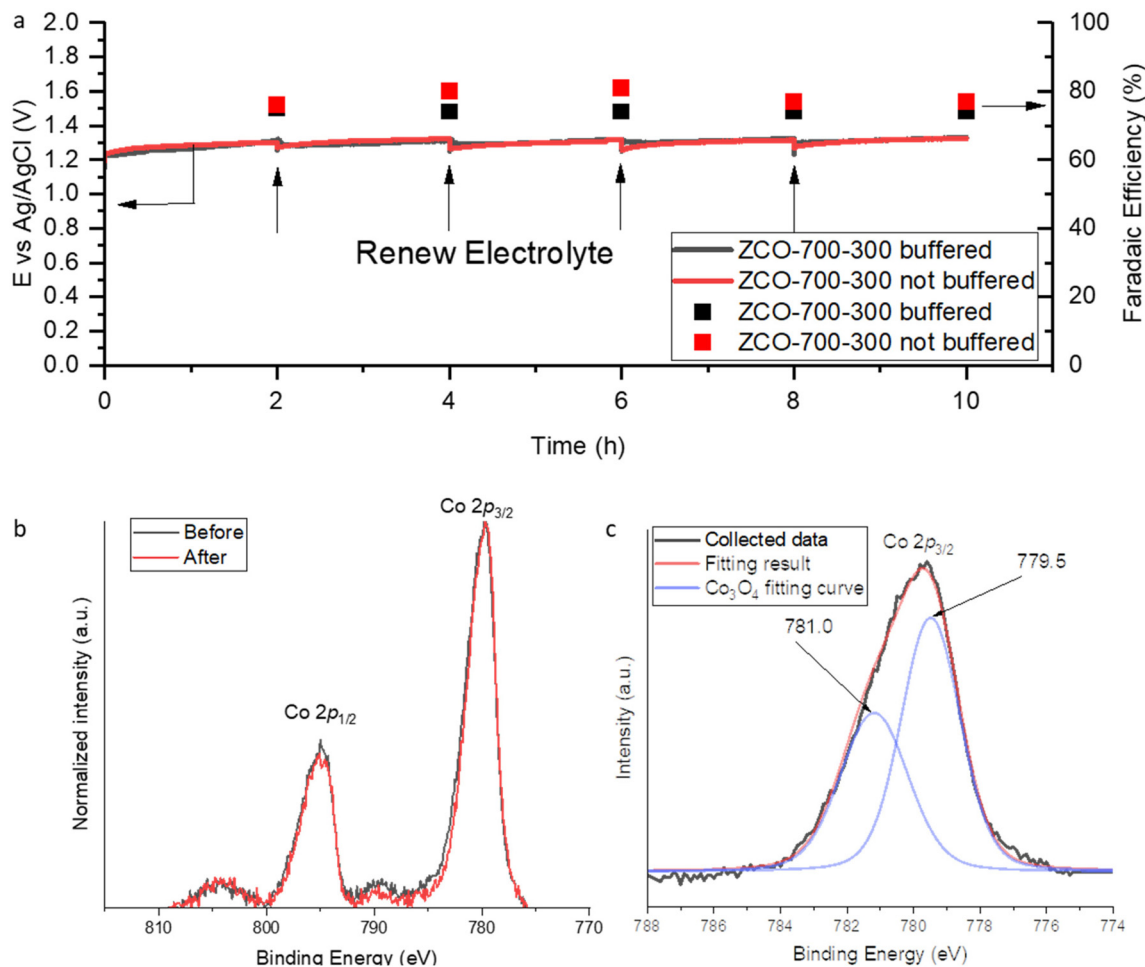 a
2.0
1.8
1.6
1.4
1.2
1.0
0.8
0.6
0.4
0.2
0.0
E vs Ag/AgCl (V)
100
80
60
40
20
0
Faradaic Efficiency (%)
Renew Electrolyte
ZCO-700-300 buffered
ZCO-700-300 not buffered
ZCO-700-300 buffered
ZCO-700-300 not buffered
0 2 4 6 8 10
Time (h)
b
Before
After
Co 2p3/2
Co 2p1/2
Normalized intensity (a.u.)
810 800 790 780 770
Binding Energy (eV)
c
Collected data
Fitting result
Co3O4 fitting curve
Co 2p3/2
779.5
781.0
Intensity (a.u.)
788 786 784 782 780 778 776 774
Binding Energy (eV)